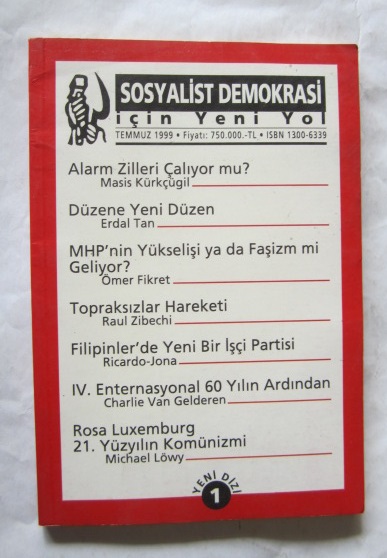 SOSYALİST DEMOKRASİ
için Yeni Yol
TEMMUZ 1999 • Fiyatı: 750.000.-TL • ISBN 1300-6339
Alarm Zilleri Çalıyor mu?
Masis Kürkçügil
Düzene Yeni Düzen
Erdal Tan
MHP'nin Yükselişi ya da Faşizm mi
Geliyor?
Ömer Fikret
Topraksızlar Hareketi
Raul Zibechi
Filipinler'de Yeni Bir İşçi Partisi
Ricardo-Jona
IV. Enternasyonal 60 Yılın Ardından
Charlie Van Gelderen
Rosa Luxemburg
21. Yüzyılın Komünizmi
Michael Löwy
YENİ DİZİ
1